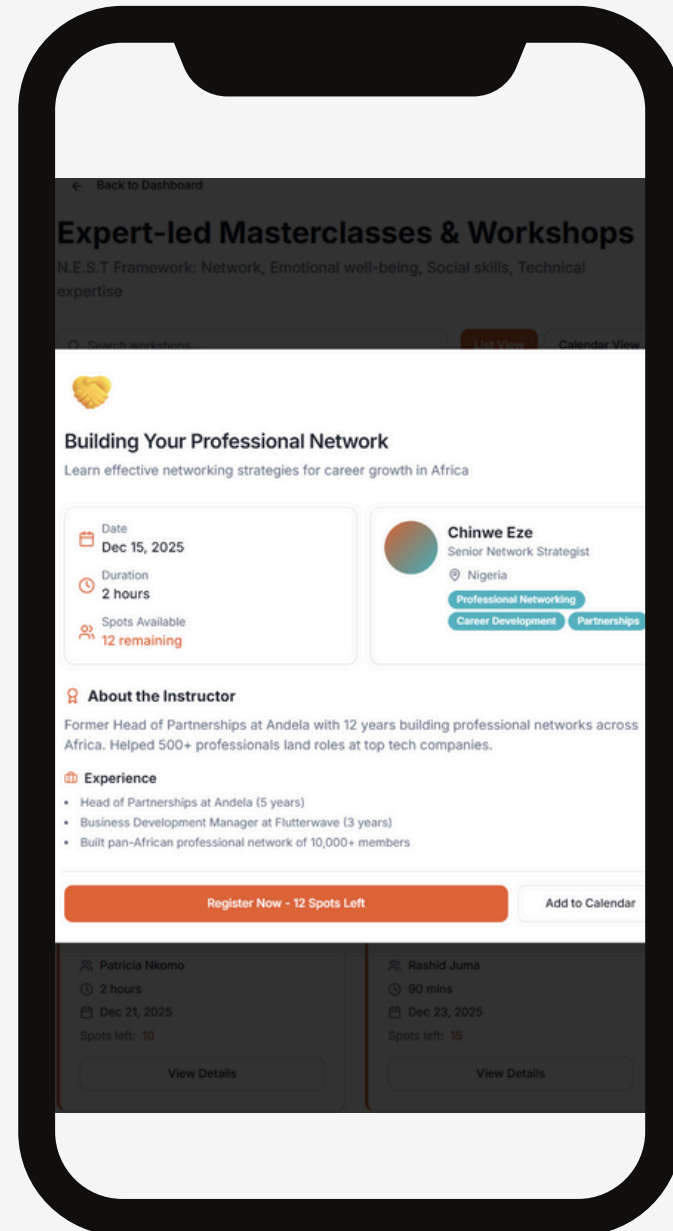 Back to Dashboard
Expert-led Masterclasses & Workshops
N.E.S.T Framework: Network, Emotional well-being, Social skills, Technical
expertise
Search workshops...
List View
Calendar View
Building Your Professional Network
Learn effective networking strategies for career growth in Africa
Date
Dec 15, 2025
Duration
2 hours
Spots Available
12 remaining
Chinwe Eze
Senior Network Strategist
Nigeria
Professional Networking
Career Development
Partnerships
About the Instructor
Former Head of Partnerships at Andela with 12 years building professional networks across
Africa. Helped 500+ professionals land roles at top tech companies.
Experience
• Head of Partnerships at Andela (5 years)
• Business Development Manager at Flutterwave (3 years)
• Built pan-African professional network of 10,000+ members
Register Now - 12 Spots Left
Add to Calendar
Patricia Nkomo
2 hours
Dec 21, 2025
Spots left: 10
View Details
Rashid Juma
90 mins
Dec 23, 2025
Spots left: 15
View Details